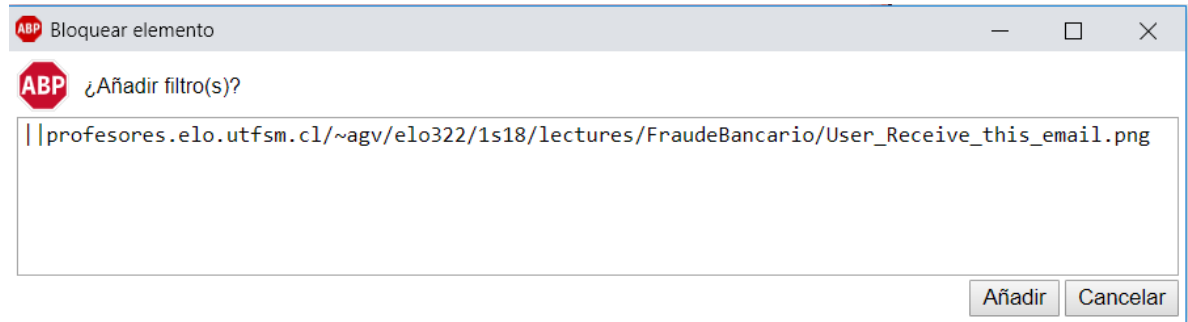 ABP Bloquear elemento
ABP ¿Añadir filtro(s)?
||profesores.elo.utfsm.cl/~agv/elo322/1s18/lectures/FraudeBancario/User_Receive_this_email.png
Añadir Cancelar